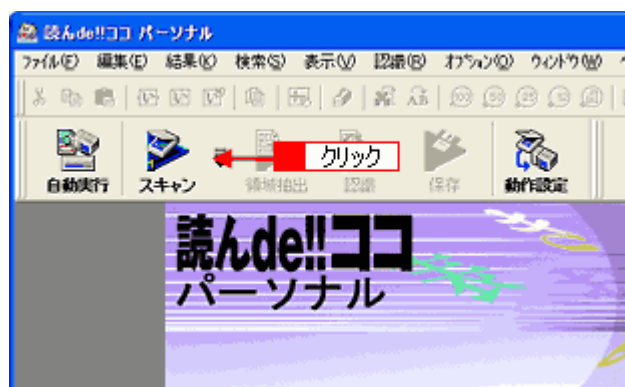 読んde!!ココ パーソナル
ファイル(F) 編集(E) 結果(K) 検索(S) 表示(V) 認識(R) オプション(O) ウィンドウ(W)
クリック
自動実行 スキャン 領域抽出 認識 保存 動作設定
読んde!!ココ
パーソナル